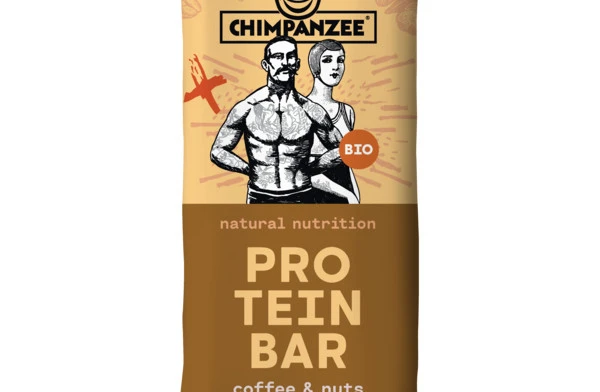 CHIMPANZEE®
BIO
natural nutrition
PRO
TEIN
BAR
coffee & nuts